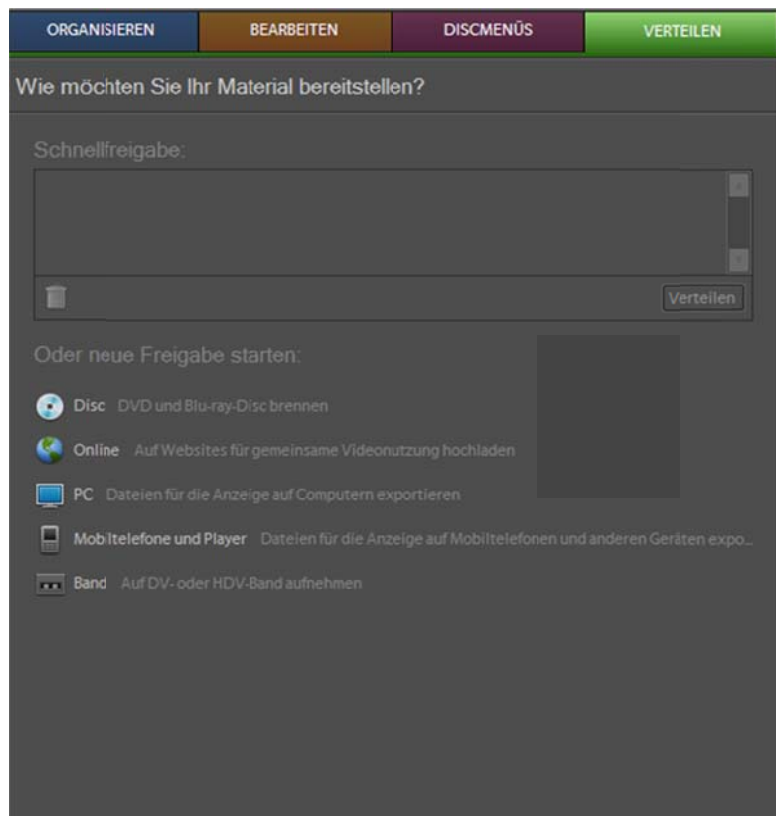 ORGANISIEREN BEARBEITEN DISCMENÜS VERTEILEN
Wie möchten Sie Ihr Material bereitstellen?
Schnellfreigabe:
Verteilen
Oder neue Freigabe starten:
Disc DVD und Blu-ray-Disc brennen
Online Auf Websites für gemeinsame Videonutzung hochladen
PC Dateien für die Anzeige auf Computern exportieren
Mobiltelefone und Player Dateien für die Anzeige auf Mobiltelefonen und anderen Geräten expo...
Band Auf DV- oder HDV-Band aufnehmen